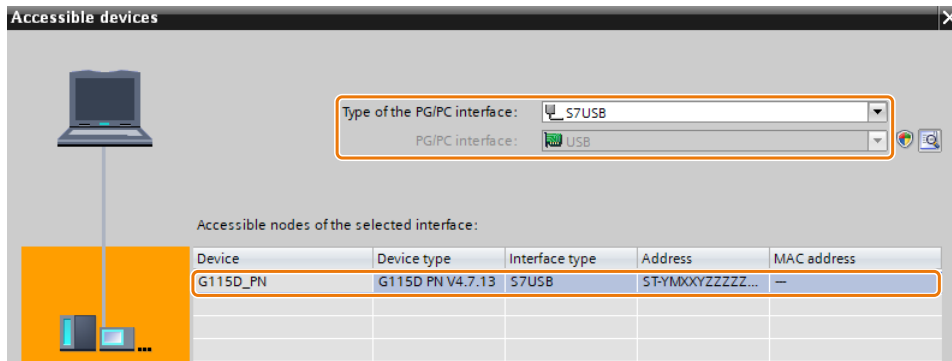 Accessible devices
Type of the PG/PC interface: S7USB
PG/PC interface: USB
Accessible nodes of the selected interface:
Device Device type Interface type Address MAC address
G115D_PN G115D PN V4.7.13 S7USB ST-YMXXYZZZZZ... —